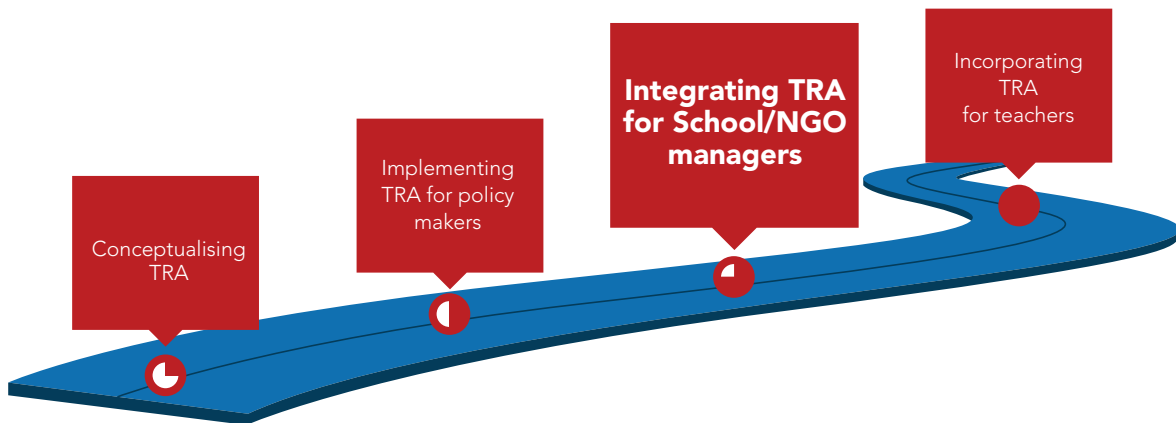 Conceptualising
TRA
Implementing
TRA for policy
makers
Integrating TRA
for School/NGO
managers
Incorporating
TRA
for teachers